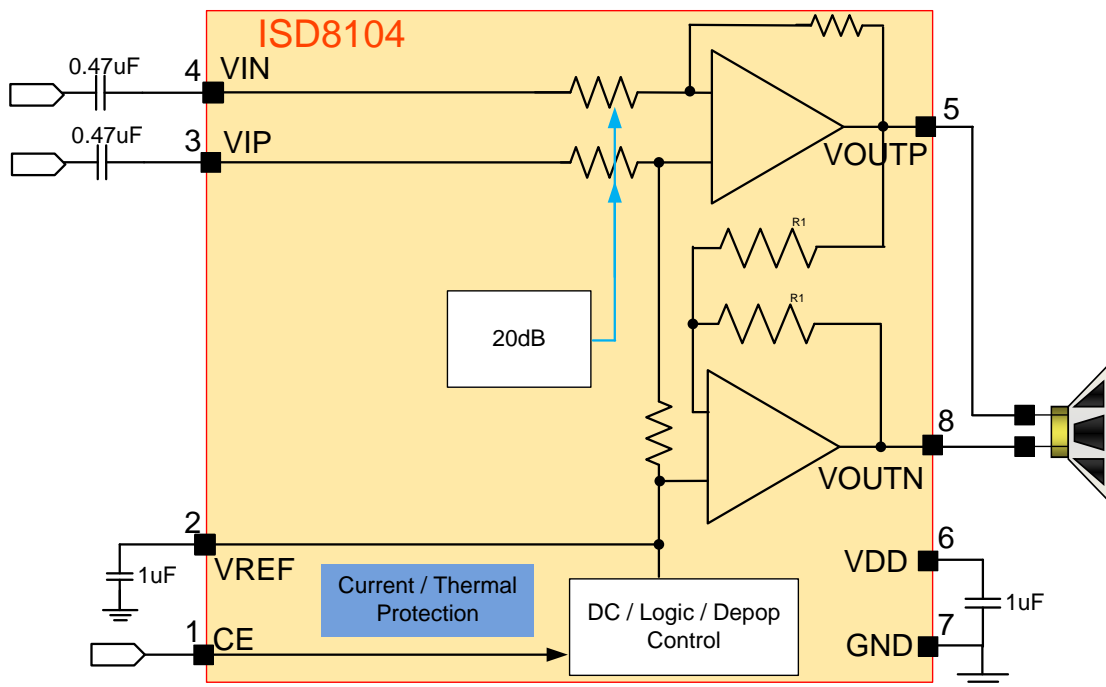 ISD8104
0.47uF
4
VIN
5
0.47uF
3
VIP
VOUTP
R1
R1
20dB
8
VOUTN
2
VREF
1uF
6
VDD
Current / Thermal
Protection
DC / Logic / Depop
Control
1uF
7
GND
1
CE